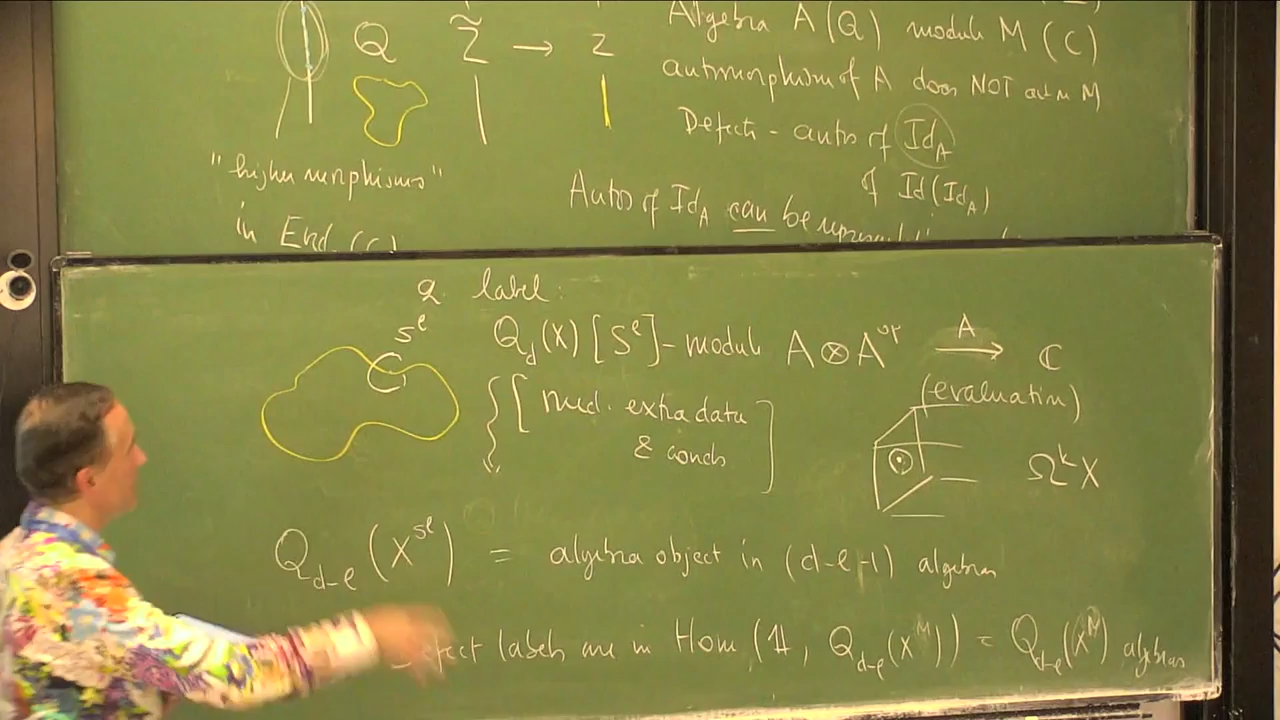 Q Z̃ → z
Algebra A(Q) module M(C)
automorphism of A does NOT act on M
Defects - autos of Id_A
of Id(Id_A)
"higher morphisms"
in End (C)
Autos of Id_A can be
q. label:
S^ℓ
Q_d(X)[S^ℓ]-module A⊗A^op →^A ℂ
(evaluation)
{ [ mod. extra data
& conds ]
Ω^k X
Q_{d-ℓ}(X^{S^ℓ}) = algebra object in (d-ℓ-1) algebras
Defect labels are in Hom(1, Q_{d-ℓ}(X^M)) = Q_{d-ℓ}(X^M) algebras